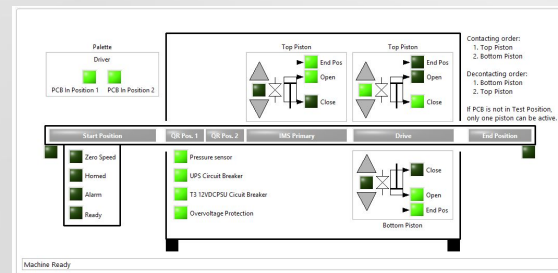 Palette
Driver
PCB In Position 1 PCB In Position 2
Top Piston
End Pos
Open
Close
Top Piston
End Pos
Open
Close
Contacting order:
1. Top Piston
2. Bottom Piston
Decontacting order:
1. Bottom Piston
2. Top Piston
If PCB is not in Test Position,
only one piston can be active.
Start Position QR Pos. 1 QR Pos. 2 IMS Primary Drive End Position
Zero Speed
Homed
Alarm
Ready
Pressure sensor
UPS Circuit Breaker
T3 12VDCPSU Cicuit Breaker
Overvoltage Protection
Close
Open
End Pos
Bottom Piston
Machine Ready